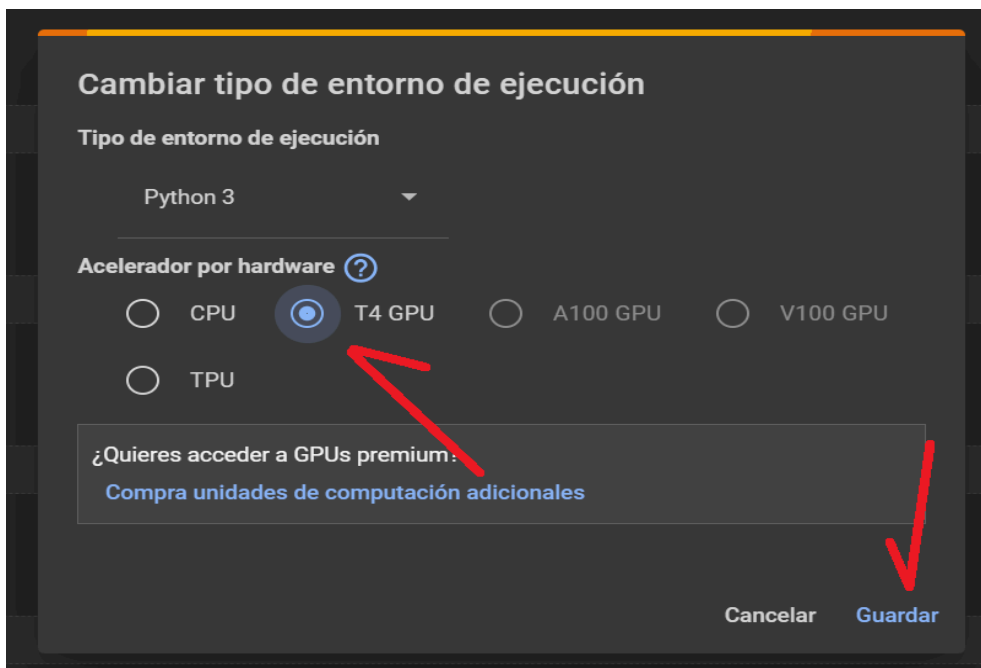 Cambiar tipo de entorno de ejecución
Tipo de entorno de ejecución
Python 3
Acelerador por hardware ?
CPU T4 GPU A100 GPU V100 GPU
TPU
¿Quieres acceder a GPUs premium?
Compra unidades de computación adicionales
Cancelar Guardar